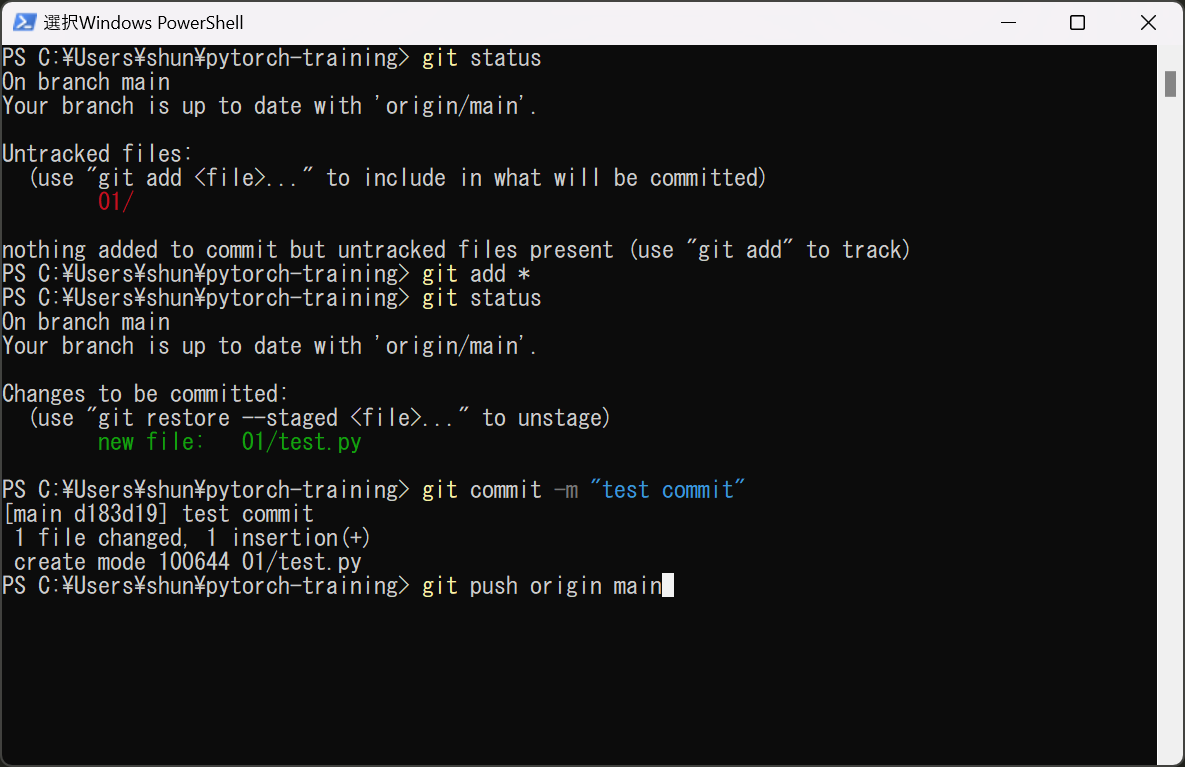 選択Windows PowerShell
PS C:¥Users¥shun¥pytorch-training> git status
On branch main
Your branch is up to date with 'origin/main'.
Untracked files:
  (use "git add <file>..." to include in what will be committed)
        01/
nothing added to commit but untracked files present (use "git add" to track)
PS C:¥Users¥shun¥pytorch-training> git add *
PS C:¥Users¥shun¥pytorch-training> git status
On branch main
Your branch is up to date with 'origin/main'.
Changes to be committed:
  (use "git restore --staged <file>..." to unstage)
        new file:   01/test.py
PS C:¥Users¥shun¥pytorch-training> git commit -m "test commit"
[main d183d19] test commit
 1 file changed, 1 insertion(+)
 create mode 100644 01/test.py
PS C:¥Users¥shun¥pytorch-training> git push origin main